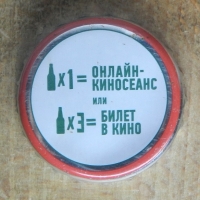 x1= ОНЛАЙН-
КИНОСЕАНС
ИЛИ
x3= БИЛЕТ
В КИНО